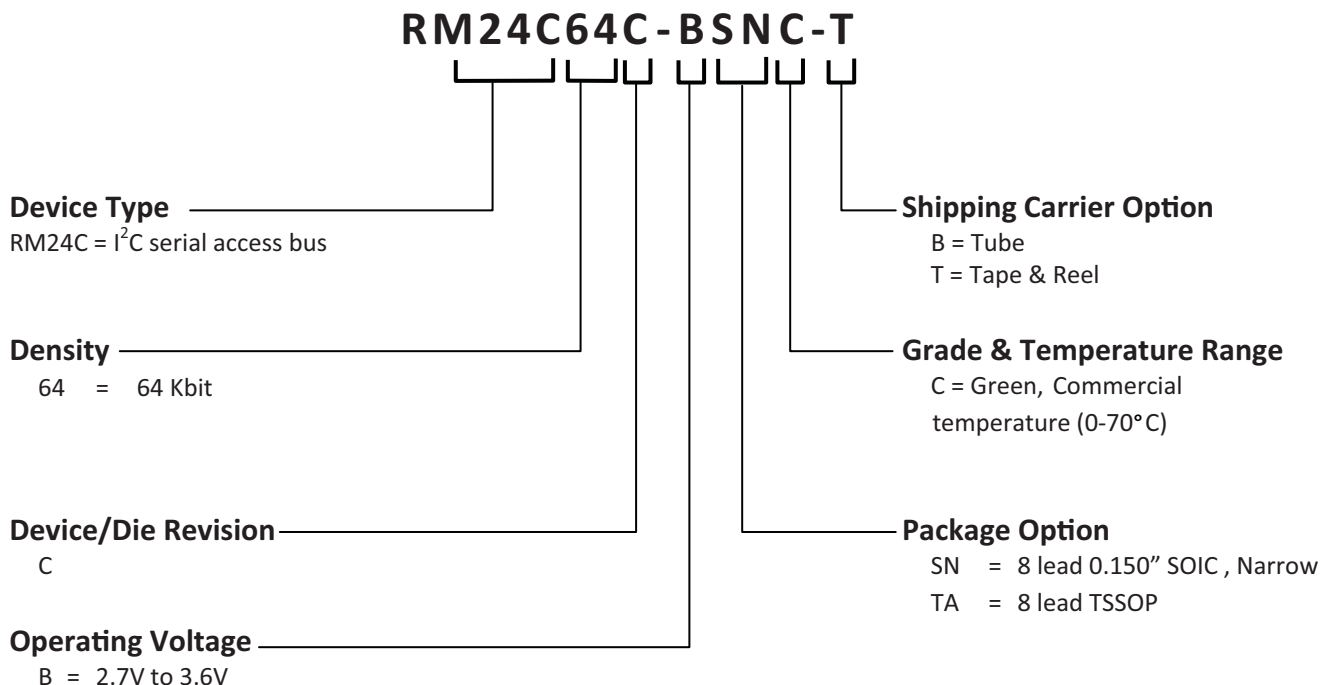 RM24C64C-BSNC-T
Device Type
RM24C = I²C serial access bus
Density
64 = 64 Kbit
Device/Die Revision
C
Operating Voltage
B = 2.7V to 3.6V
Shipping Carrier Option
B = Tube
T = Tape & Reel
Grade & Temperature Range
C = Green, Commercial
temperature (0-70°C)
Package Option
SN = 8 lead 0.150” SOIC , Narrow
TA = 8 lead TSSOP